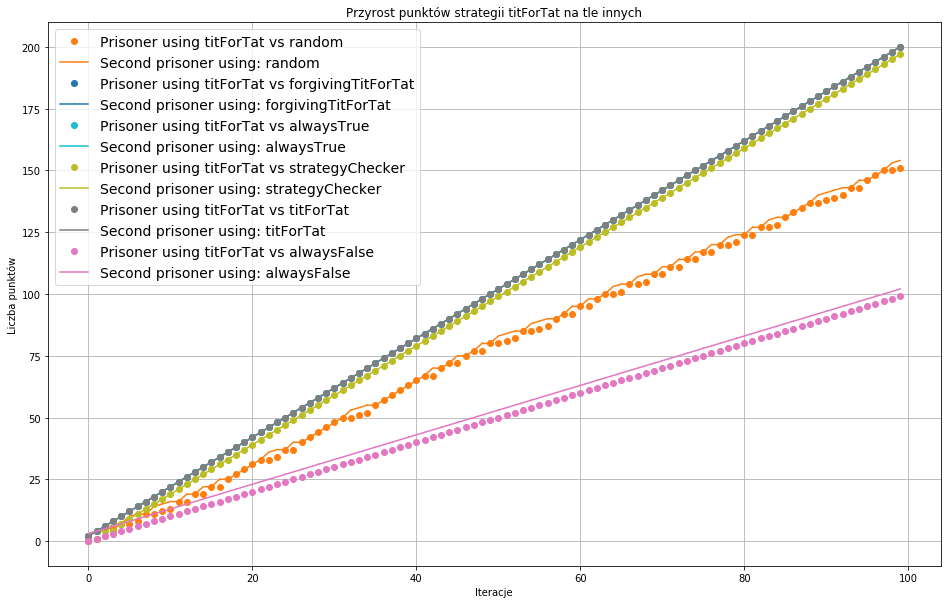 Przyrost punktów strategii titForTat na tle innych
Prisoner using titForTat vs random
Second prisoner using: random
Prisoner using titForTat vs forgivingTitForTat
Second prisoner using: forgivingTitForTat
Prisoner using titForTat vs alwaysTrue
Second prisoner using: alwaysTrue
Prisoner using titForTat vs strategyChecker
Second prisoner using: strategyChecker
Prisoner using titForTat vs titForTat
Second prisoner using: titForTat
Prisoner using titForTat vs alwaysFalse
Second prisoner using: alwaysFalse
Liczba punktów
200
175
150
125
100
75
50
25
0
0 20 40 60 80 100
Iteracje